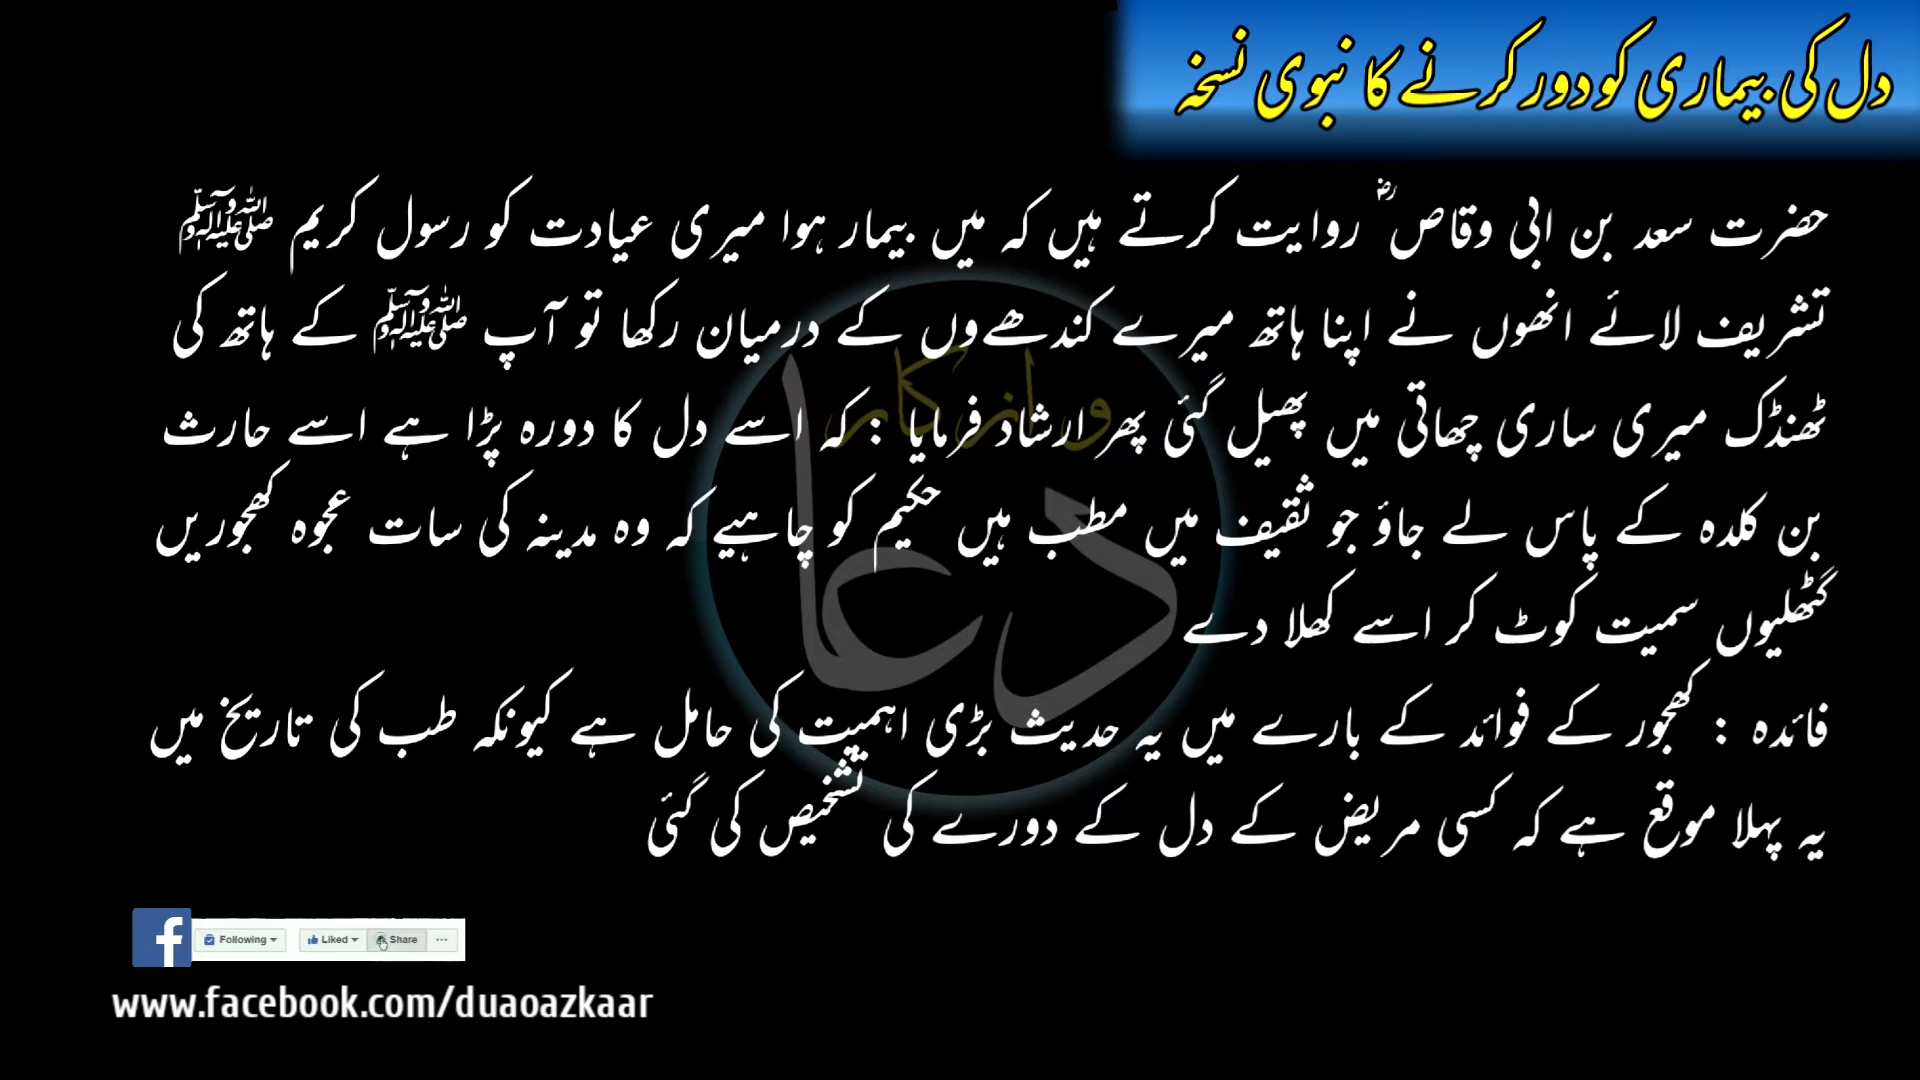 دل کی بیماری کو دور کرنے کا نبوی نسخہ
حضرت سعد بن ابی وقاص ؓ روایت کرتے ہیں کہ میں بیمار ہوا میری عیادت کو رسول کریم ﷺ
تشریف لائے انھوں نے اپنا ہاتھ میرے کندھےوں کے درمیان رکھا تو آپ ﷺ کے ہاتھ کی
ٹھنڈک میری ساری چھاتی میں پھیل گئی پھر ارشاد فرمایا : کہ اسے دل کا دورہ پڑا ہے اسے حارث
بن کلدہ کے پاس لے جاؤ جو ثقیف میں مطب ہیں حکیم کو چاہیے کہ وہ مدینہ کی سات عجوہ کھجوریں
گٹھلیوں سمیت کوٹ کر اسے کھلا دے
فائدہ : کھجور کے فوائد کے بارے میں یہ حدیث بڑی اہمیت کی حامل ہے کیونکہ طب کی تاریخ میں
یہ پہلا موقع ہے کہ کسی مریض کے دل کے دورے کی تشخیص کی گئی
دعا
و ازکار
Following
Liked
Share
www.facebook.com/duaoazkaar